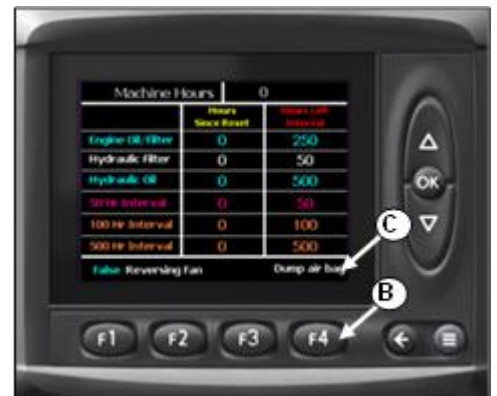 Machine Hours 0
Hours Since Reset Hours Left Interval
Engine Oil/Filter 0 250
Hydraulic Filter 0 50
Hydraulic Oil 0 500
50 Hr Interval 0 50
100 Hr Interval 0 100
500 Hr Interval 0 500
False Reversing Fan Dump air bag
OK
C
B
F1 F2 F3 F4